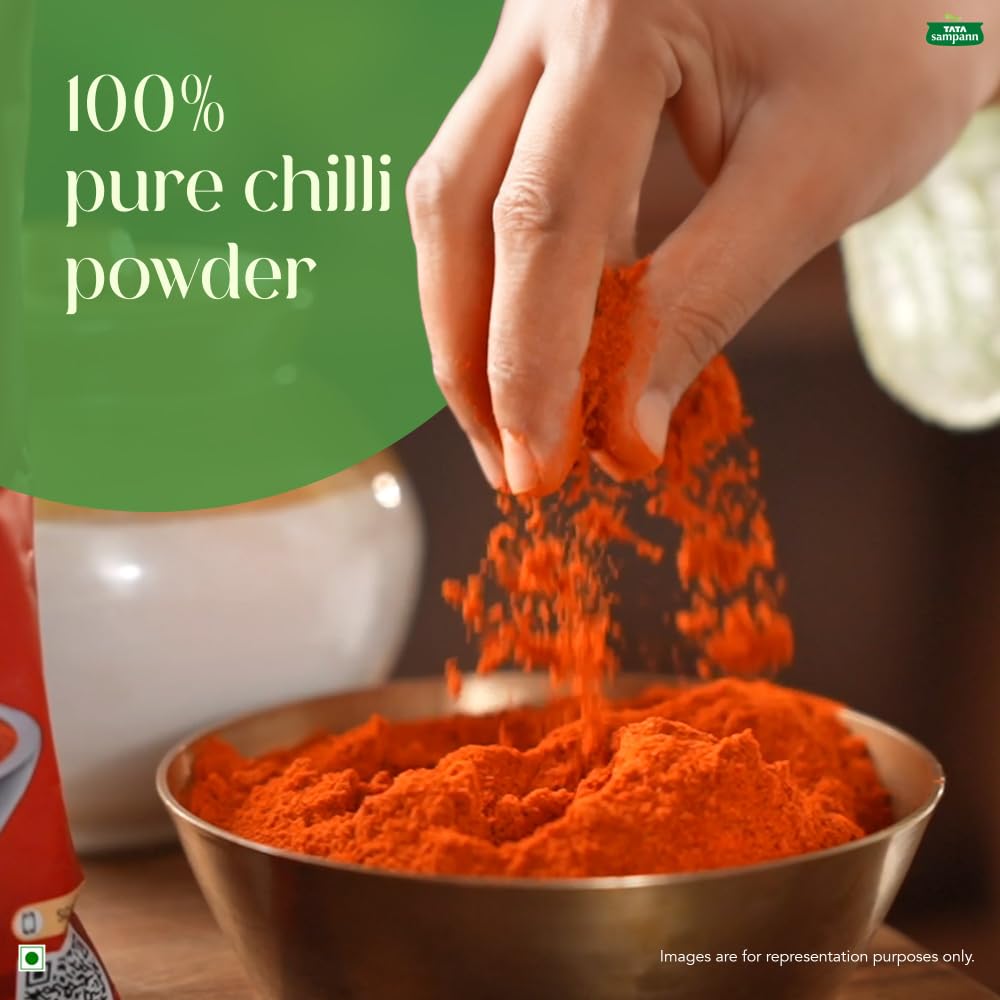 TATA
sampann
100%
pure chilli
powder
Images are for representation purposes only.